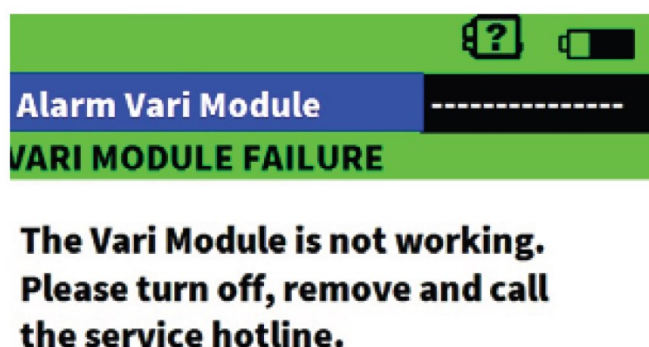 ?
Alarm Vari Module ---------------
VARI MODULE FAILURE
The Vari Module is not working.
Please turn off, remove and call
the service hotline.